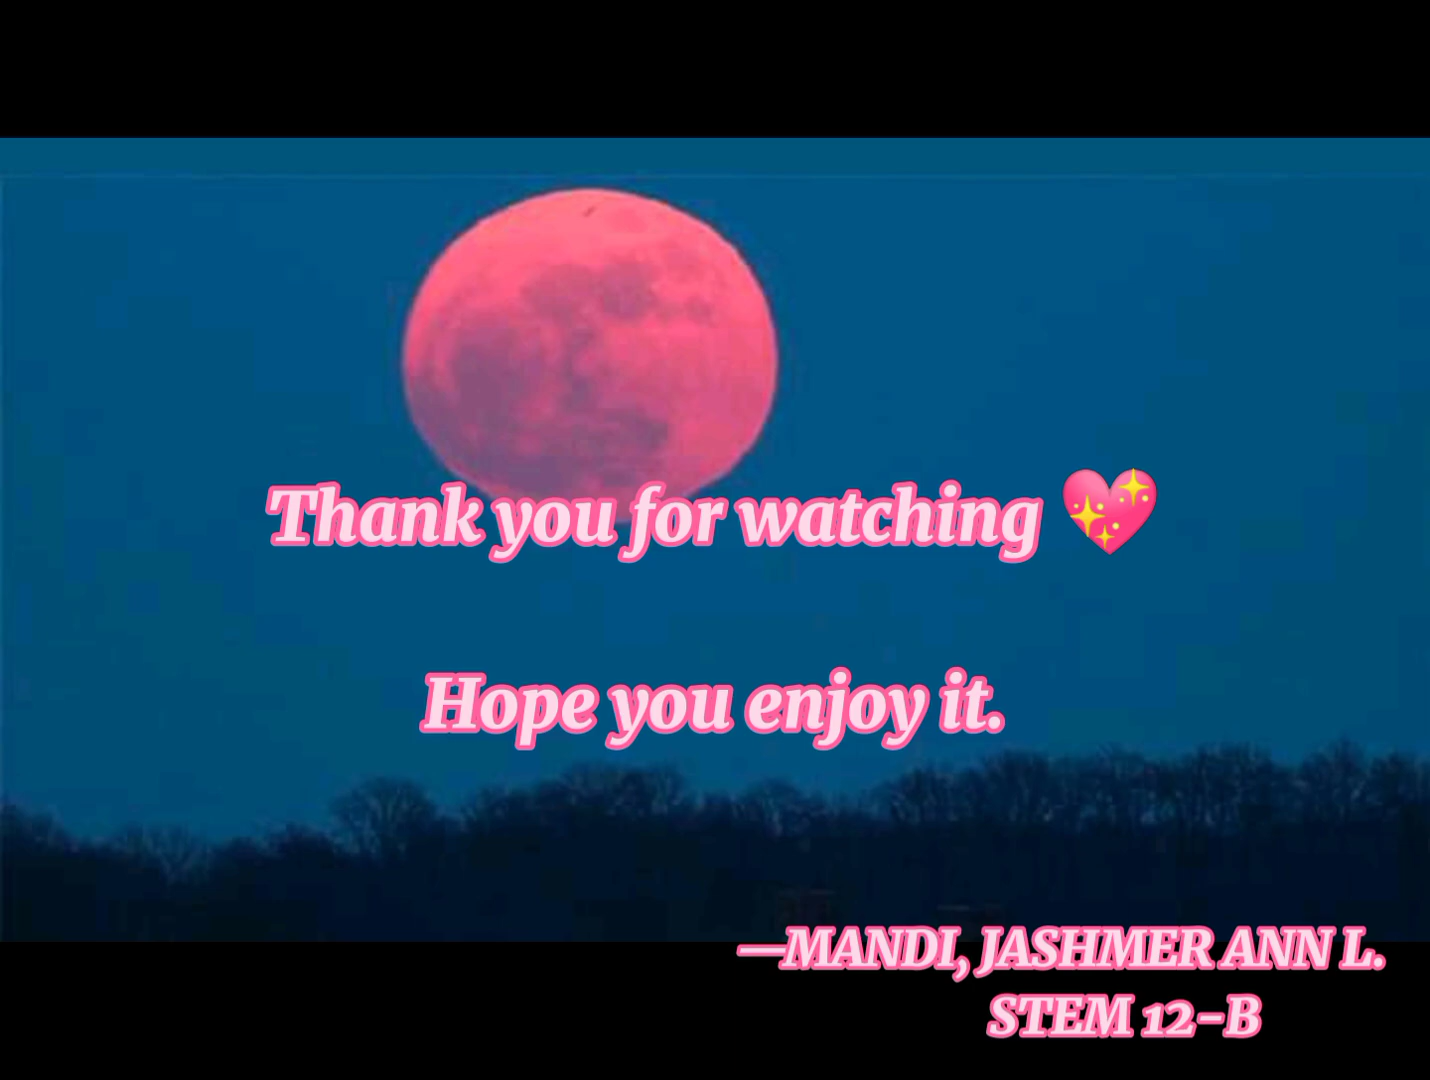 Thank you for watching 💖
Hope you enjoy it.
—MANDI, JASHMER ANN L.
STEM 12-B